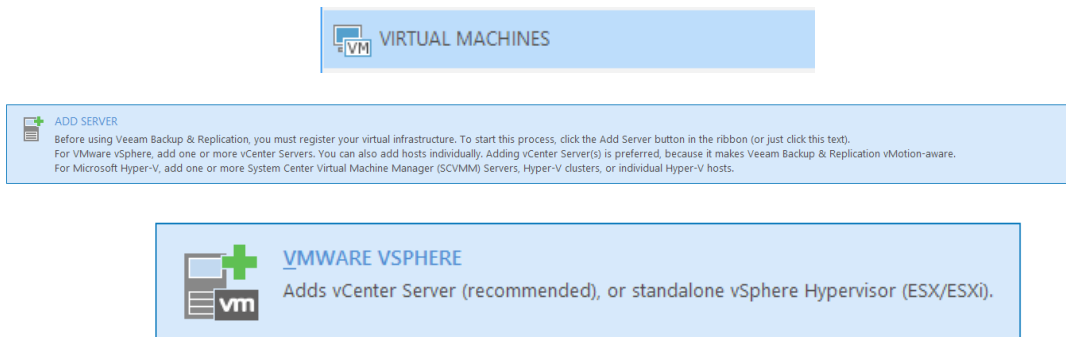 VM VIRTUAL MACHINES
ADD SERVER
Before using Veeam Backup & Replication, you must register your virtual infrastructure. To start this process, click the Add Server button in the ribbon (or just click this text).
For VMware vSphere, add one or more vCenter Servers. You can also add hosts individually. Adding vCenter Server(s) is preferred, because it makes Veeam Backup & Replication vMotion-aware.
For Microsoft Hyper-V, add one or more System Center Virtual Machine Manager (SCVMM) Servers, Hyper-V clusters, or individual Hyper-V hosts.
VMWARE VSPHERE
Adds vCenter Server (recommended), or standalone vSphere Hypervisor (ESX/ESXi).
vm